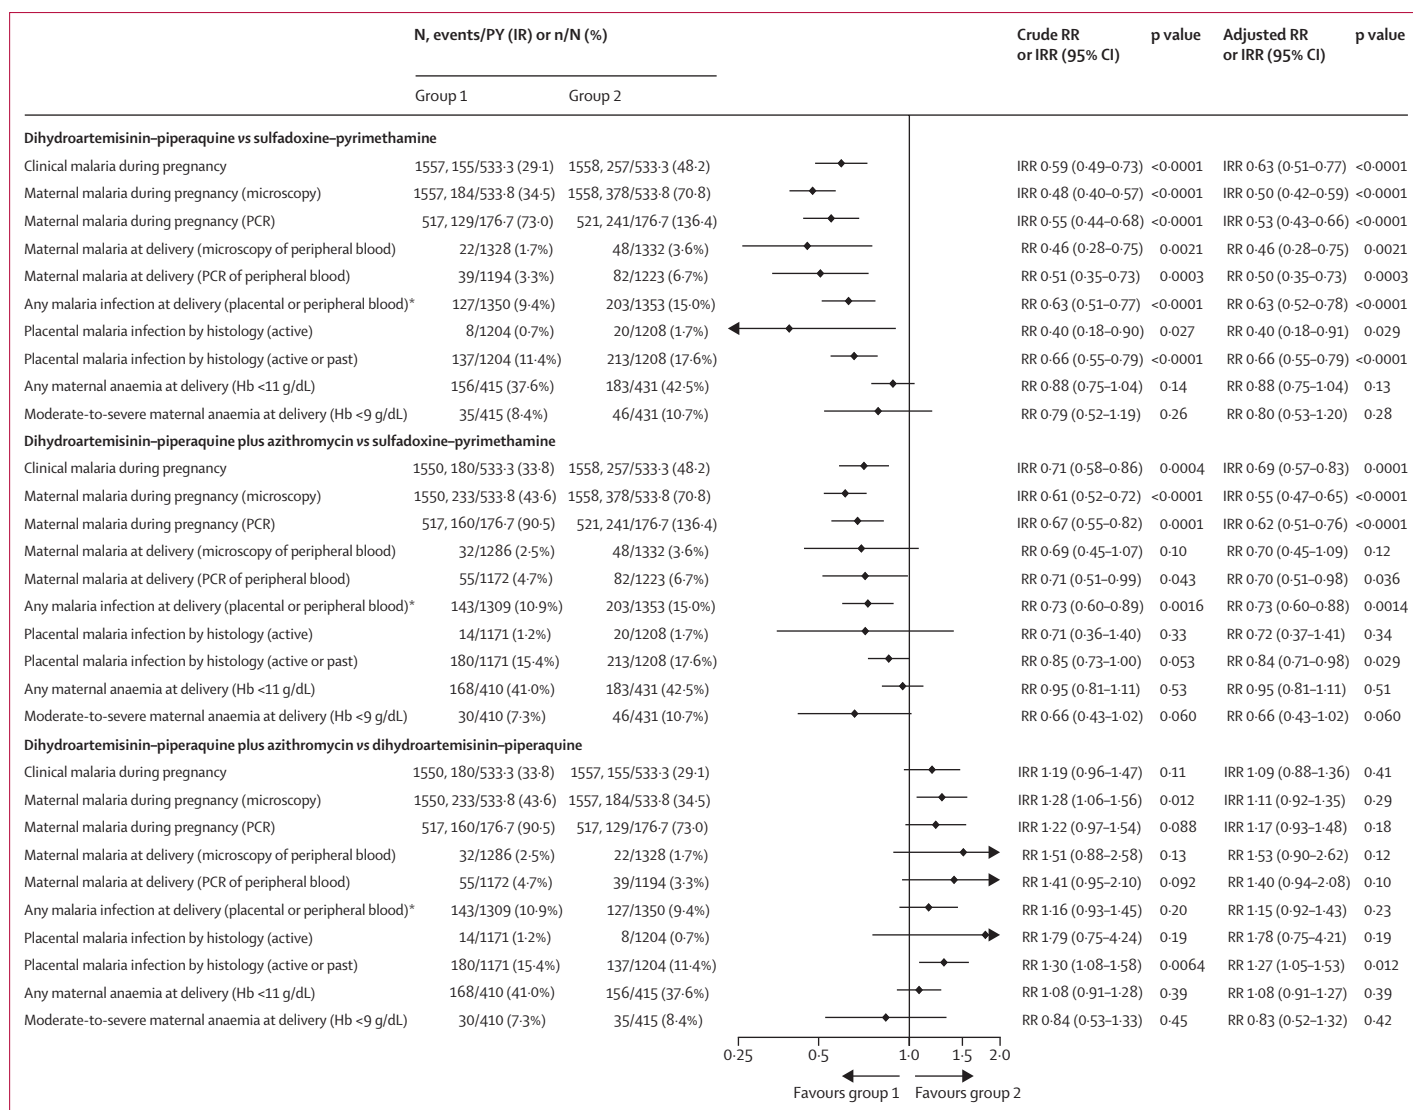 N, events/PY (IR) or n/N (%) Crude RR or IRR (95% CI) p value Adjusted RR or IRR (95% CI) p value
Group 1 Group 2
Dihydroartemisinin–piperaquine vs sulfadoxine–pyrimethamine
Clinical malaria during pregnancy 1557, 155/533·3 (29·1) 1558, 257/533·3 (48·2) IRR 0·59 (0·49–0·73) <0·0001 IRR 0·63 (0·51–0·77) <0·0001
Maternal malaria during pregnancy (microscopy) 1557, 184/533·8 (34·5) 1558, 378/533·8 (70·8) IRR 0·48 (0·40–0·57) <0·0001 IRR 0·50 (0·42–0·59) <0·0001
Maternal malaria during pregnancy (PCR) 517, 129/176·7 (73·0) 521, 241/176·7 (136·4) IRR 0·55 (0·44–0·68) <0·0001 IRR 0·53 (0·43–0·66) <0·0001
Maternal malaria at delivery (microscopy of peripheral blood) 22/1328 (1·7%) 48/1332 (3·6%) RR 0·46 (0·28–0·75) 0·0021 RR 0·46 (0·28–0·75) 0·0021
Maternal malaria at delivery (PCR of peripheral blood) 39/1194 (3·3%) 82/1223 (6·7%) RR 0·51 (0·35–0·73) 0·0003 RR 0·50 (0·35–0·73) 0·0003
Any malaria infection at delivery (placental or peripheral blood)* 127/1350 (9·4%) 203/1353 (15·0%) RR 0·63 (0·51–0·77) <0·0001 RR 0·63 (0·52–0·78) <0·0001
Placental malaria infection by histology (active) 8/1204 (0·7%) 20/1208 (1·7%) RR 0·40 (0·18–0·90) 0·027 RR 0·40 (0·18–0·91) 0·029
Placental malaria infection by histology (active or past) 137/1204 (11·4%) 213/1208 (17·6%) RR 0·66 (0·55–0·79) <0·0001 RR 0·66 (0·55–0·79) <0·0001
Any maternal anaemia at delivery (Hb <11 g/dL) 156/415 (37·6%) 183/431 (42·5%) RR 0·88 (0·75–1·04) 0·14 RR 0·88 (0·75–1·04) 0·13
Moderate-to-severe maternal anaemia at delivery (Hb <9 g/dL) 35/415 (8·4%) 46/431 (10·7%) RR 0·79 (0·52–1·19) 0·26 RR 0·80 (0·53–1·20) 0·28
Dihydroartemisinin–piperaquine plus azithromycin vs sulfadoxine–pyrimethamine
Clinical malaria during pregnancy 1550, 180/533·3 (33·8) 1558, 257/533·3 (48·2) IRR 0·71 (0·58–0·86) 0·0004 IRR 0·69 (0·57–0·83) 0·0001
Maternal malaria during pregnancy (microscopy) 1550, 233/533·8 (43·6) 1558, 378/533·8 (70·8) IRR 0·61 (0·52–0·72) <0·0001 IRR 0·55 (0·47–0·65) <0·0001
Maternal malaria during pregnancy (PCR) 517, 160/176·7 (90·5) 521, 241/176·7 (136·4) IRR 0·67 (0·55–0·82) 0·0001 IRR 0·62 (0·51–0·76) <0·0001
Maternal malaria at delivery (microscopy of peripheral blood) 32/1286 (2·5%) 48/1332 (3·6%) RR 0·69 (0·45–1·07) 0·10 RR 0·70 (0·45–1·09) 0·12
Maternal malaria at delivery (PCR of peripheral blood) 55/1172 (4·7%) 82/1223 (6·7%) RR 0·71 (0·51–0·99) 0·043 RR 0·70 (0·51–0·98) 0·036
Any malaria infection at delivery (placental or peripheral blood)* 143/1309 (10·9%) 203/1353 (15·0%) RR 0·73 (0·60–0·89) 0·0016 RR 0·73 (0·60–0·88) 0·0014
Placental malaria infection by histology (active) 14/1171 (1·2%) 20/1208 (1·7%) RR 0·71 (0·36–1·40) 0·33 RR 0·72 (0·37–1·41) 0·34
Placental malaria infection by histology (active or past) 180/1171 (15·4%) 213/1208 (17·6%) RR 0·85 (0·73–1·00) 0·053 RR 0·84 (0·71–0·98) 0·029
Any maternal anaemia at delivery (Hb <11 g/dL) 168/410 (41·0%) 183/431 (42·5%) RR 0·95 (0·81–1·11) 0·53 RR 0·95 (0·81–1·11) 0·51
Moderate-to-severe maternal anaemia at delivery (Hb <9 g/dL) 30/410 (7·3%) 46/431 (10·7%) RR 0·66 (0·43–1·02) 0·060 RR 0·66 (0·43–1·02) 0·060
Dihydroartemisinin–piperaquine plus azithromycin vs dihydroartemisinin–piperaquine
Clinical malaria during pregnancy 1550, 180/533·3 (33·8) 1557, 155/533·3 (29·1) IRR 1·19 (0·96–1·47) 0·11 IRR 1·09 (0·88–1·36) 0·41
Maternal malaria during pregnancy (microscopy) 1550, 233/533·8 (43·6) 1557, 184/533·8 (34·5) IRR 1·28 (1·06–1·56) 0·012 IRR 1·11 (0·92–1·35) 0·29
Maternal malaria during pregnancy (PCR) 517, 160/176·7 (90·5) 517, 129/176·7 (73·0) IRR 1·22 (0·97–1·54) 0·088 IRR 1·17 (0·93–1·48) 0·18
Maternal malaria at delivery (microscopy of peripheral blood) 32/1286 (2·5%) 22/1328 (1·7%) RR 1·51 (0·88–2·58) 0·13 RR 1·53 (0·90–2·62) 0·12
Maternal malaria at delivery (PCR of peripheral blood) 55/1172 (4·7%) 39/1194 (3·3%) RR 1·41 (0·95–2·10) 0·092 RR 1·40 (0·94–2·08) 0·10
Any malaria infection at delivery (placental or peripheral blood)* 143/1309 (10·9%) 127/1350 (9·4%) RR 1·16 (0·93–1·45) 0·20 RR 1·15 (0·92–1·43) 0·23
Placental malaria infection by histology (active) 14/1171 (1·2%) 8/1204 (0·7%) RR 1·79 (0·75–4·24) 0·19 RR 1·78 (0·75–4·21) 0·19
Placental malaria infection by histology (active or past) 180/1171 (15·4%) 137/1204 (11·4%) RR 1·30 (1·08–1·58) 0·0064 RR 1·27 (1·05–1·53) 0·012
Any maternal anaemia at delivery (Hb <11 g/dL) 168/410 (41·0%) 156/415 (37·6%) RR 1·08 (0·91–1·28) 0·39 RR 1·08 (0·91–1·27) 0·39
Moderate-to-severe maternal anaemia at delivery (Hb <9 g/dL) 30/410 (7·3%) 35/415 (8·4%) RR 0·84 (0·53–1·33) 0·45 RR 0·83 (0·52–1·32) 0·42
0·25 0·5 1·0 1·5 2·0
Favours group 1 Favours group 2